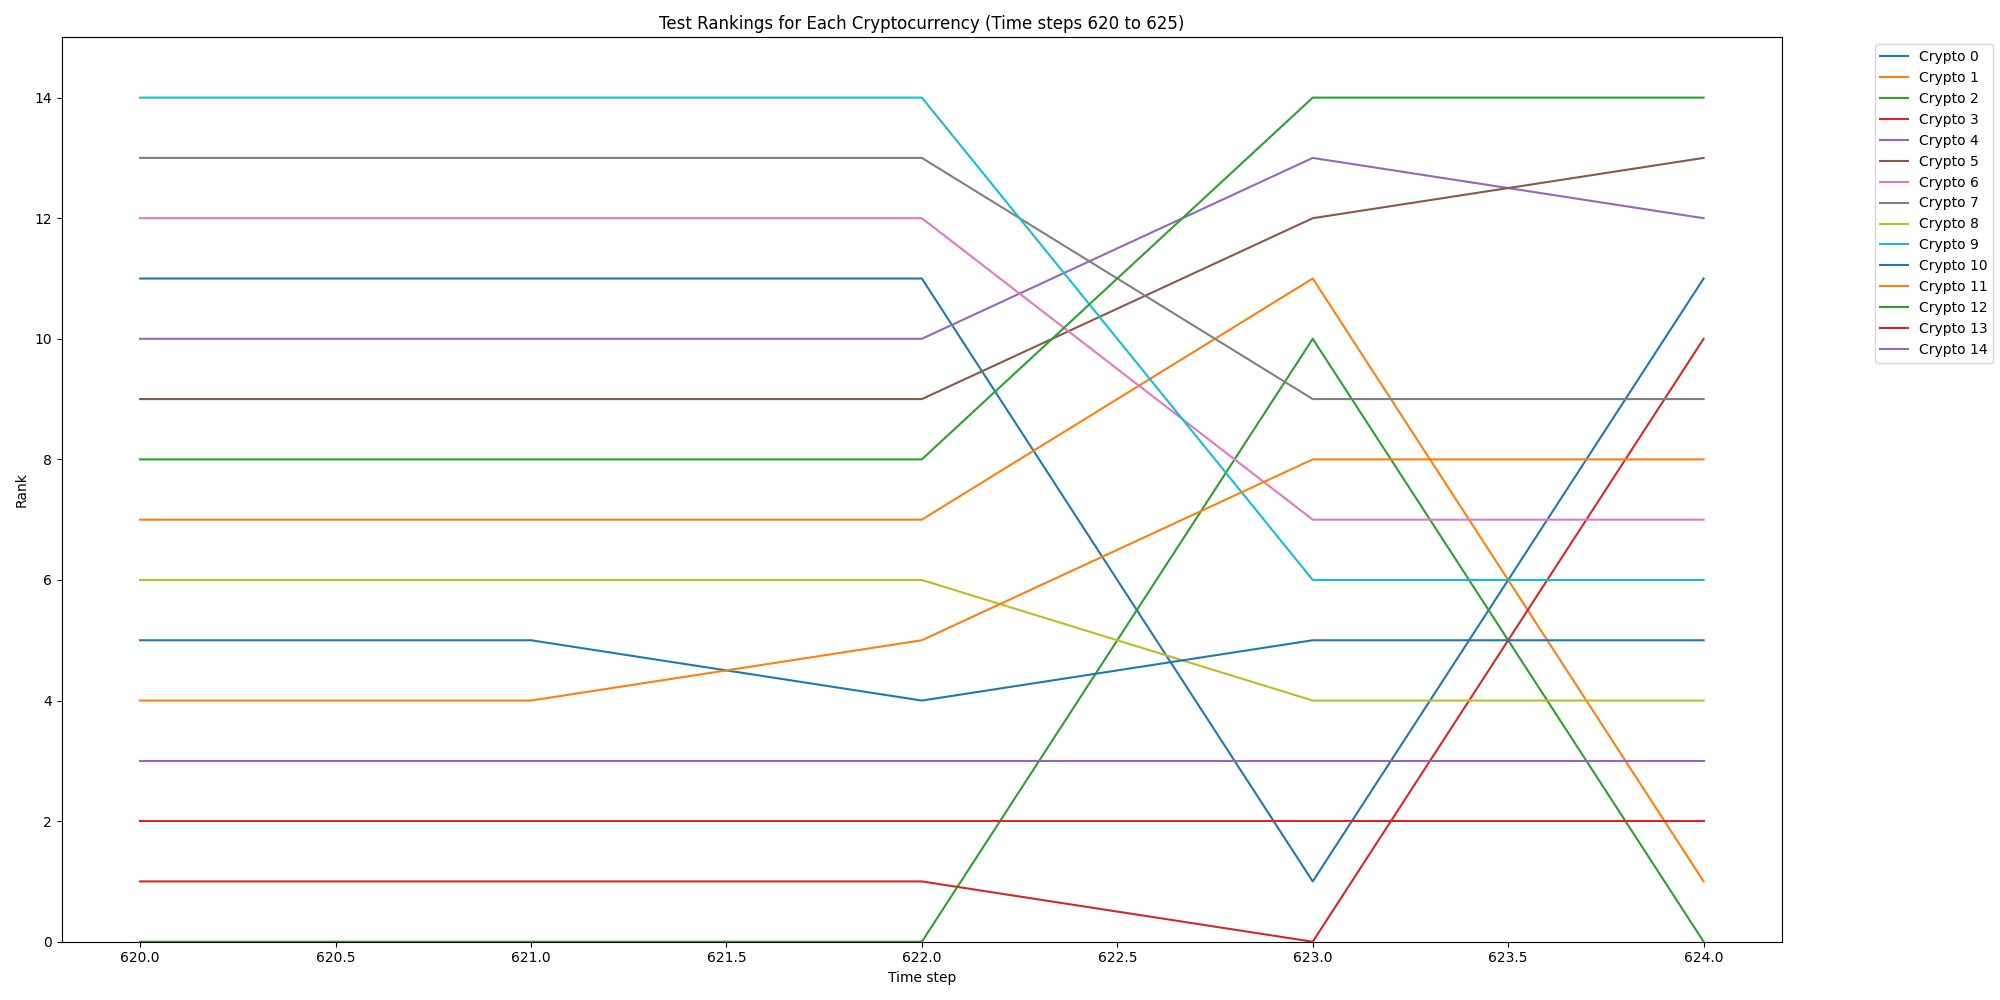 Test Rankings for Each Cryptocurrency (Time steps 620 to 625)
Rank
14
12
10
8
6
4
2
0
620.0 620.5 621.0 621.5 622.0 622.5 623.0 623.5 624.0
Time step
Crypto 0
Crypto 1
Crypto 2
Crypto 3
Crypto 4
Crypto 5
Crypto 6
Crypto 7
Crypto 8
Crypto 9
Crypto 10
Crypto 11
Crypto 12
Crypto 13
Crypto 14